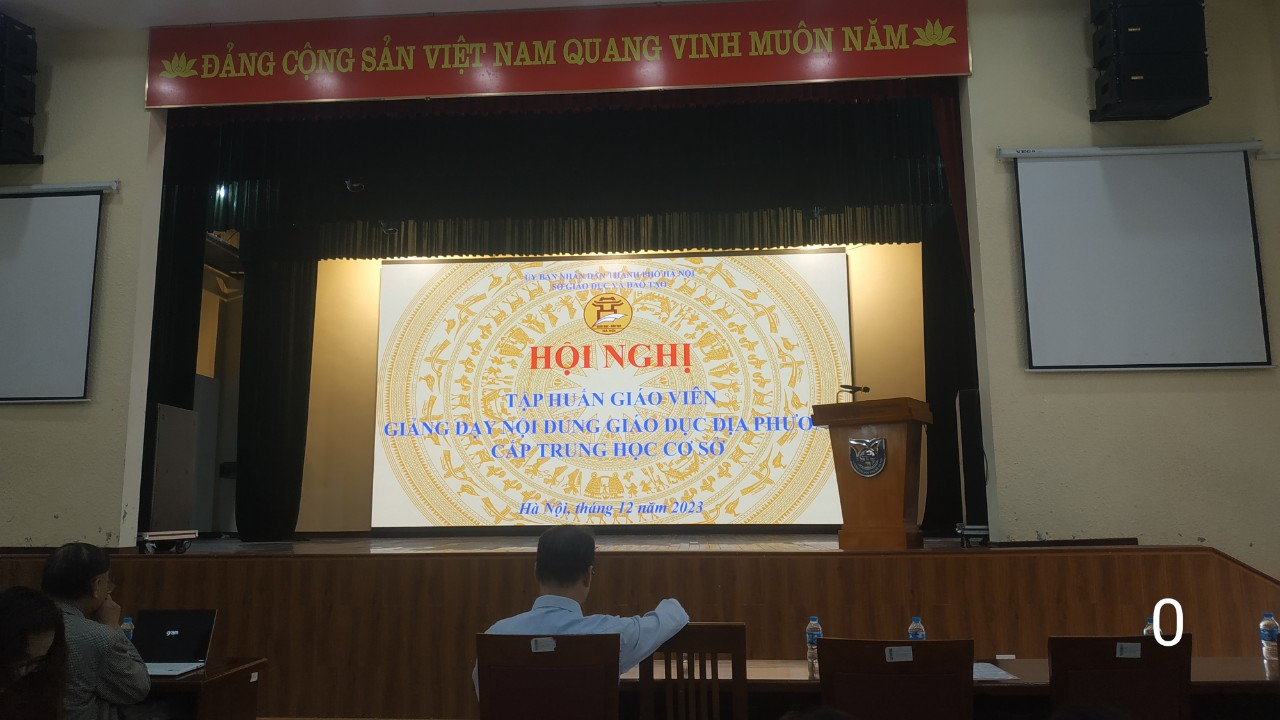 ĐẢNG CỘNG SẢN VIỆT NAM QUANG VINH MUÔN NĂM
ỦY BAN NHÂN DÂN THÀNH PHỐ HÀ NỘI
SỞ GIÁO DỤC VÀ ĐÀO TẠO
HỘI NGHỊ
TẬP HUẤN GIÁO VIÊN
GIẢNG DẠY NỘI DUNG GIÁO DỤC ĐỊA PHƯƠ
CẤP TRUNG HỌC CƠ SỞ
Hà Nội, tháng 12 năm 2023
gram
0